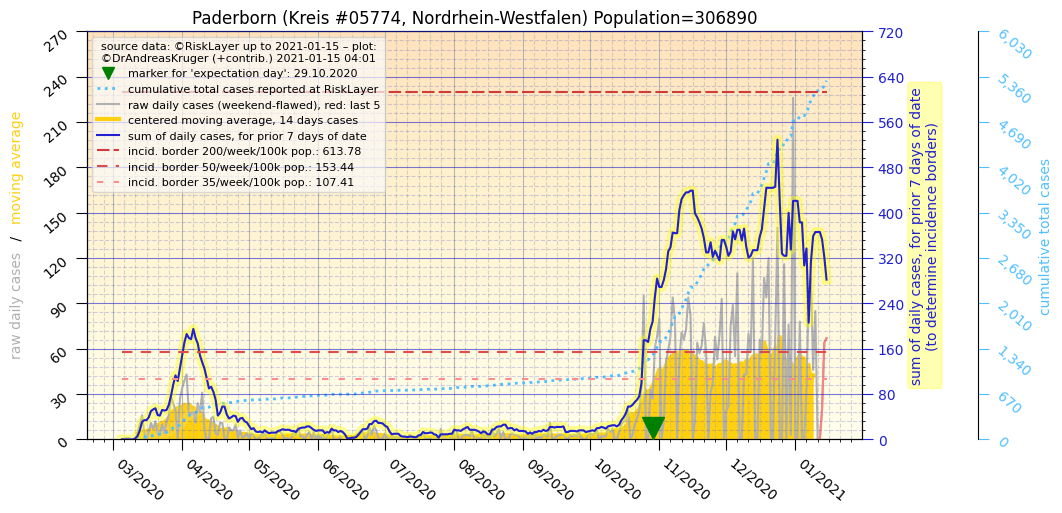 Paderborn (Kreis #05774, Nordrhein-Westfalen) Population=306890
source data: ©RiskLayer up to 2021-01-15 – plot:
©DrAndreasKruger (+contrib.) 2021-01-15 04:01
marker for 'expectation day': 29.10.2020
cumulative total cases reported at RiskLayer
raw daily cases (weekend-flawed), red: last 5
centered moving average, 14 days cases
sum of daily cases, for prior 7 days of date
incid. border 200/week/100k pop.: 613.78
incid. border 50/week/100k pop.: 153.44
incid. border 35/week/100k pop.: 107.41
raw daily cases / moving average
270
240
210
180
150
120
90
60
30
0
03/2020
04/2020
05/2020
06/2020
07/2020
08/2020
09/2020
10/2020
11/2020
12/2020
01/2021
720
640
560
480
400
320
240
160
80
0
sum of daily cases, for prior 7 days of date
(to determine incidence borders)
6,030
5,360
4,690
4,020
3,350
2,680
2,010
1,340
670
0
cumulative total cases